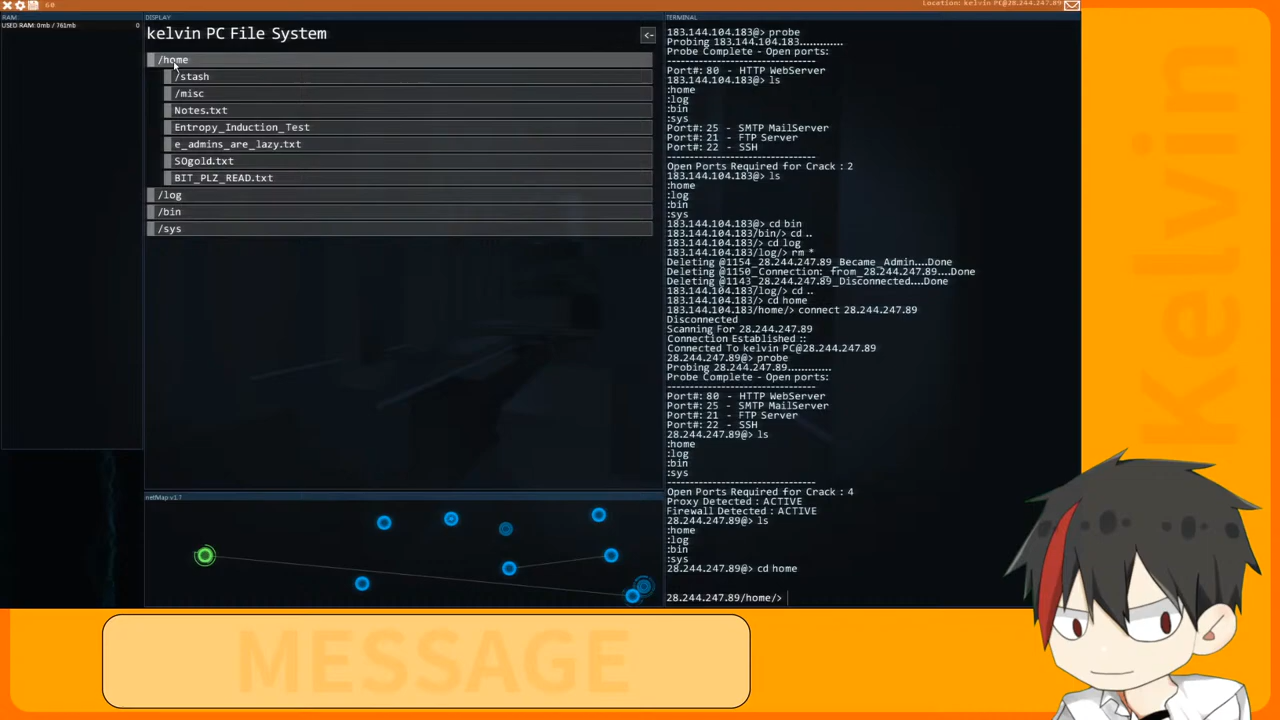 60
Location: kelvin PC@28.244.247.89
RAM
USED RAM: 0mb / 761mb
0
DISPLAY
kelvin PC File System
<-
/home
/stash
/misc
Notes.txt
Entropy_Induction_Test
e_admins_are_lazy.txt
SOgold.txt
BIT_PLZ_READ.txt
/log
/bin
/sys
netMap v1.7
TERMINAL
183.144.104.183@> probe
Probing 183.144.104.183.............
Probe Complete - Open ports:
---------------------------------
Port#: 80 - HTTP WebServer
183.144.104.183@> ls
:home
:log
:bin
:sys
Port#: 25 - SMTP MailServer
Port#: 21 - FTP Server
Port#: 22 - SSH
---------------------------------
Open Ports Required for Crack : 2
183.144.104.183@> ls
:home
:log
:bin
:sys
183.144.104.183@> cd bin
183.144.104.183/bin/> cd ..
183.144.104.183/> cd log
183.144.104.183/log/> rm *
Deleting @1154_28.244.247.89_Became_Admin....Done
Deleting @1150_Connection:_from_28.244.247.89....Done
Deleting @1143_28.244.247.89_Disconnected....Done
183.144.104.183/log/> cd ..
183.144.104.183/> cd home
183.144.104.183/home/> connect 28.244.247.89
Disconnected
Scanning For 28.244.247.89
Connection Established ::
Connected To kelvin PC@28.244.247.89
28.244.247.89@> probe
Probing 28.244.247.89.............
Probe Complete - Open ports:
---------------------------------
Port#: 80 - HTTP WebServer
Port#: 25 - SMTP MailServer
Port#: 21 - FTP Server
Port#: 22 - SSH
28.244.247.89@> ls
:home
:log
:bin
:sys
---------------------------------
Open Ports Required for Crack : 4
Proxy Detected : ACTIVE
Firewall Detected : ACTIVE
28.244.247.89@> ls
:home
:log
:bin
:sys
28.244.247.89@> cd home
28.244.247.89/home/>
Kelvin
MESSAGE